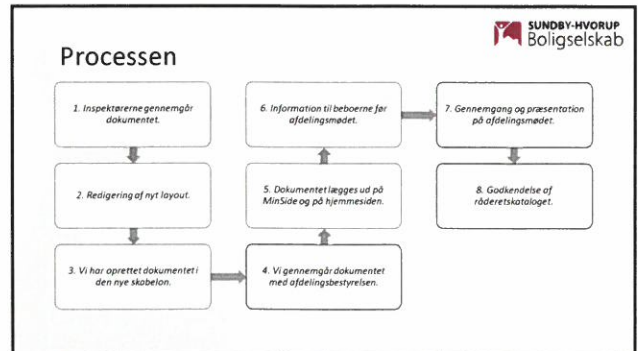 SUNDBY-HVORUP
Boligselskab
Processen
1. Inspektørerne gennemgår
dokumentet.
2. Redigering af nyt layout.
3. Vi har oprettet dokumentet i
den nye skabelon.
4. Vi gennemgår dokumentet
med afdelingsbestyrelsen.
5. Dokumentet lægges ud på
MinSide og på hjemmesiden.
6. Information til beboerne før
afdelingsmødet.
7. Gennemgang og præsentation
på afdelingsmødet.
8. Godkendelse af
råderetskataloget.